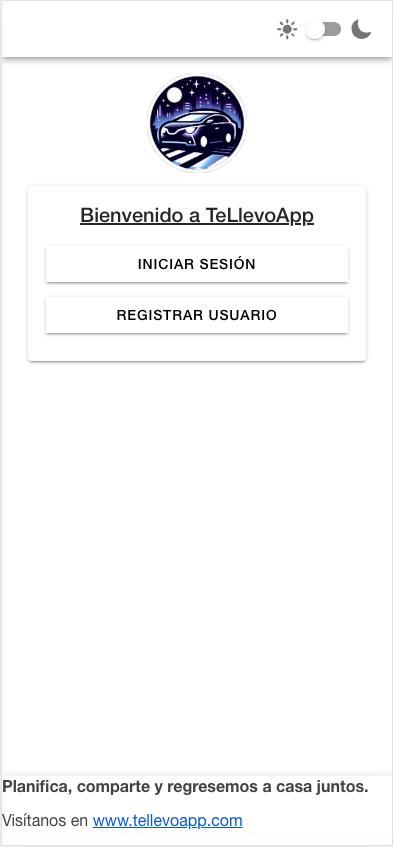 Bienvenido a TeLlevoApp
INICIAR SESIÓN
REGISTRAR USUARIO
Planifica, comparte y regresemos a casa juntos.
Visítanos en www.tellevoapp.com